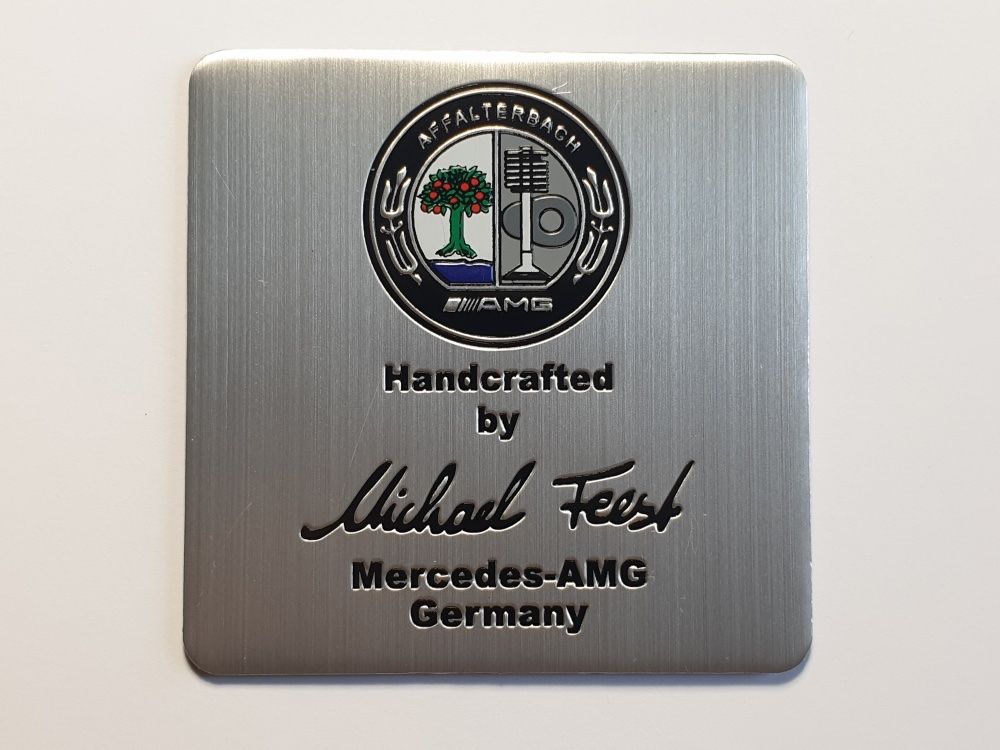 AFFALTERBACH
AMG
Handcrafted
by
Michael Feest
Mercedes-AMG
Germany